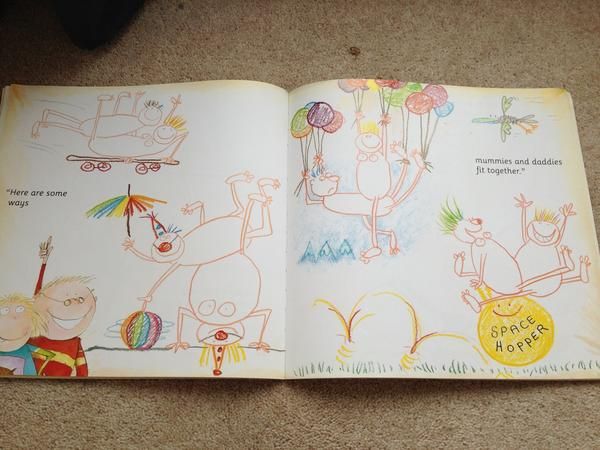 "Here are some
ways
mummies and daddies
fit together."
SPACE
HOPPER